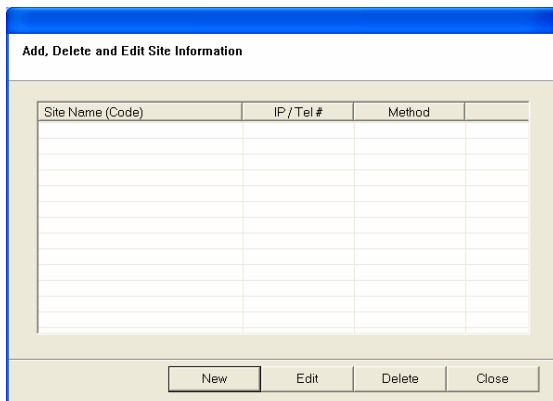 Add, Delete and Edit Site Information
Site Name (Code) IP / Tel # Method
New Edit Delete Close